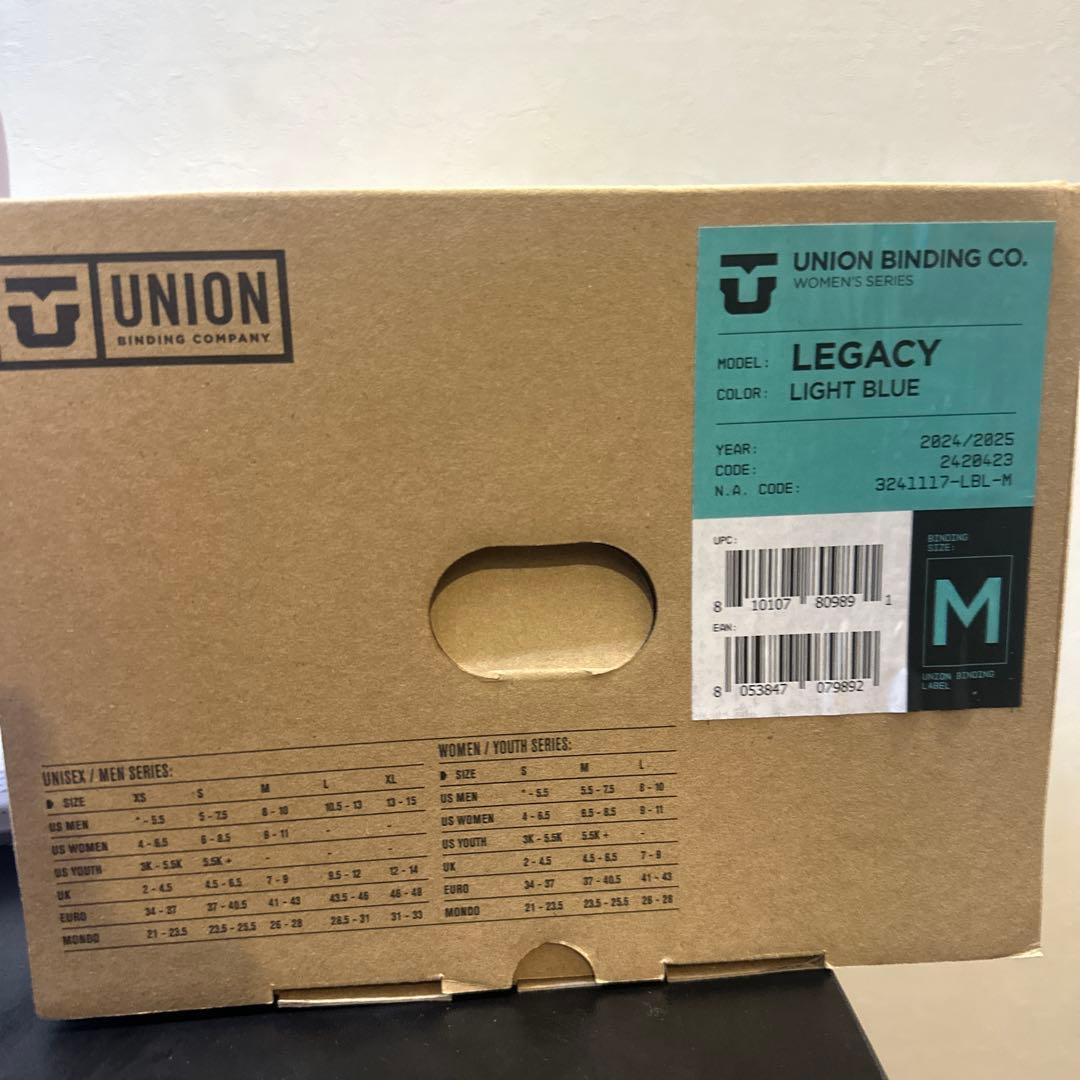 UNION
BINDING COMPANY
UNION BINDING CO.
WOMEN'S SERIES
MODEL: LEGACY
COLOR: LIGHT BLUE
YEAR: 2024/2025
CODE: 2420423
N.A. CODE: 3241117-LBL-M
UPC:
8 10107 80989 1
EAN:
8 053847 079892
BINDING
SIZE:
M
UNION BINDING
LABEL
UNISEX / MEN SERIES:
SIZE XS S M L XL
US MEN * - 5.5 5 - 7.5 8 - 10 10.5 - 13 13 - 15
US WOMEN 4 - 6.5 6 - 8.5 9 - 11 - -
US YOUTH 3K - 5.5K 5.5K + - - -
UK 2 - 4.5 4.5 - 6.5 7 - 9 9.5 - 12 12 - 14
EURO 34 - 37 37 - 40.5 41 - 43 43.5 - 46 46 - 48
MONDO 21 - 23.5 23.5 - 25.5 26 - 28 28.5 - 31 31 - 33
WOMEN / YOUTH SERIES:
SIZE S M L
US MEN * - 5.5 5.5 - 7.5 8 - 10
US WOMEN 4 - 6.5 6.5 - 8.5 9 - 11
US YOUTH 3K - 5.5K 5.5K + -
UK 2 - 4.5 4.5 - 6.5 7 - 9
EURO 34 - 37 37 - 40.5 41 - 43
MONDO 21 - 23.5 23.5 - 25.5 26 - 28